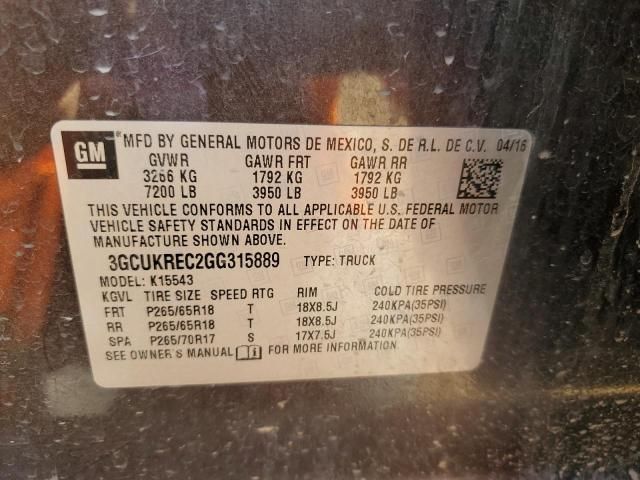 GM
MFD BY GENERAL MOTORS DE MEXICO, S. DE R.L. DE C.V. 04/16
GVWR GAWR FRT GAWR RR
3266 KG 1792 KG 1792 KG
7200 LB 3950 LB 3950 LB
THIS VEHICLE CONFORMS TO ALL APPLICABLE U.S. FEDERAL MOTOR
VEHICLE SAFETY STANDARDS IN EFFECT ON THE DATE OF
MANUFACTURE SHOWN ABOVE.
3GCUKREC2GG315889 TYPE: TRUCK
MODEL: K15543
KGVL TIRE SIZE SPEED RTG RIM COLD TIRE PRESSURE
FRT P265/65R18 T 18X8.5J 240KPA(35PSI)
RR P265/65R18 T 18X8.5J 240KPA(35PSI)
SPA P265/70R17 S 17X7.5J 240KPA(35PSI)
SEE OWNER'S MANUAL FOR MORE INFORMATION.